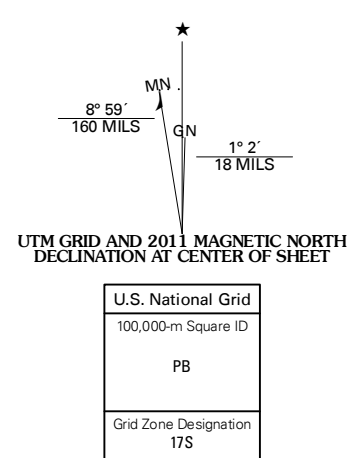 ★
MN
8° 59´
160 MILS
GN
1° 2´
18 MILS
UTM GRID AND 2011 MAGNETIC NORTH
DECLINATION AT CENTER OF SHEET
U.S. National Grid
100,000-m Square ID
PB
Grid Zone Designation
17S